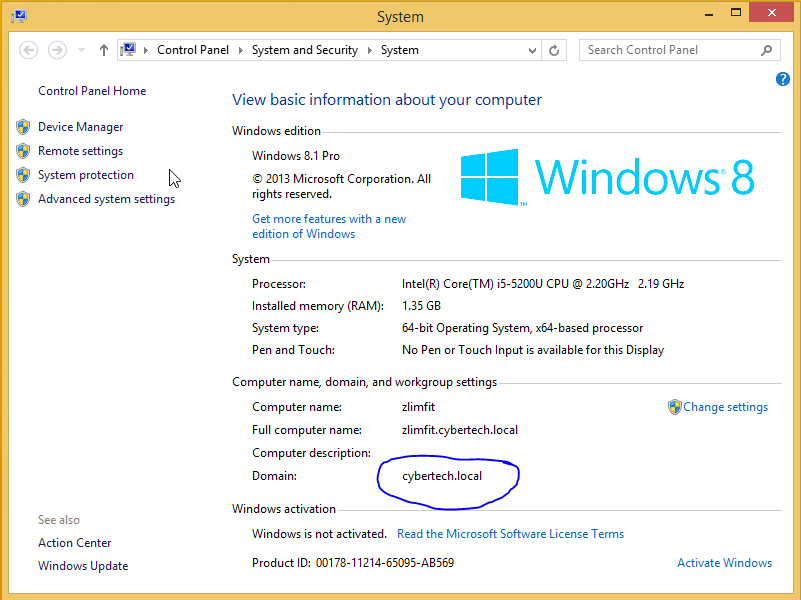 System
Control Panel System and Security System
Search Control Panel
Control Panel Home
Device Manager
Remote settings
System protection
Advanced system settings
See also
Action Center
Windows Update
View basic information about your computer
Windows edition
Windows 8.1 Pro
© 2013 Microsoft Corporation. All
rights reserved.
Get more features with a new
edition of Windows
Windows® 8
™
System
Processor: Intel(R) Core(TM) i5-5200U CPU @ 2.20GHz 2.19 GHz
Installed memory (RAM): 1.35 GB
System type: 64-bit Operating System, x64-based processor
Pen and Touch: No Pen or Touch Input is available for this Display
Computer name, domain, and workgroup settings
Computer name: zlimfit
Change settings
Full computer name: zlimfit.cybertech.local
Computer description:
Domain: cybertech.local
Windows activation
Windows is not activated. Read the Microsoft Software License Terms
Product ID: 00178-11214-65095-AB569
Activate Windows